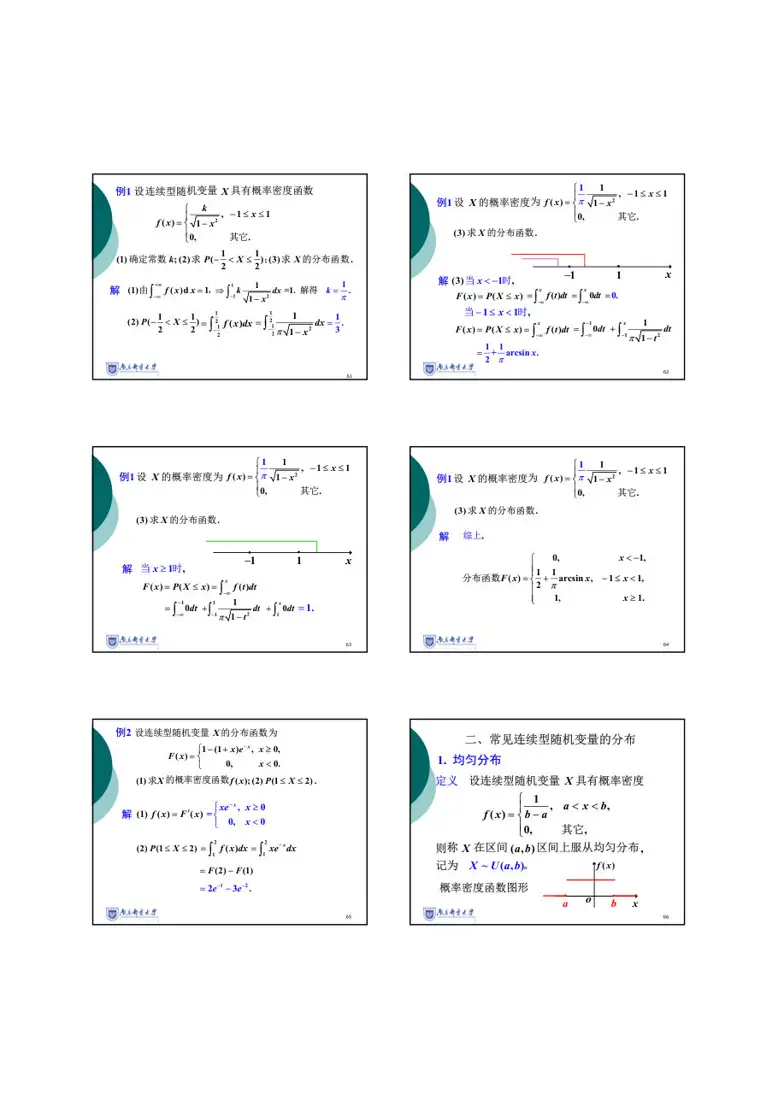 例1 设连续型随机变量 X 具有概率密度函数
f(x) = { k/√(1−x²), −1 ≤ x ≤ 1
0, 其它.
(1) 确定常数 k; (2) 求 P(−1/2 < X ≤ 1/2); (3) 求 X 的分布函数.
解 (1) 由 ∫_{−∞}^{+∞} f(x)dx = 1, ⇒ ∫_{−1}^{1} k 1/√(1−x²) dx =1. 解得 k = 1/π.
(2) P(−1/2 < X ≤ 1/2) = ∫_{−1/2}^{1/2} f(x)dx = ∫_{−1/2}^{1/2} 1/(π√(1−x²)) dx = 1/3.
61
例1 设 X 的概率密度为 f(x) = { 1/π 1/√(1−x²), −1 ≤ x ≤ 1
0, 其它.
(3) 求 X 的分布函数.
−1 1 x
解 (3) 当 x < −1时,
F(x) = P(X ≤ x) = ∫_{−∞}^{x} f(t)dt = ∫_{−∞}^{x} 0dt = 0.
当 −1 ≤ x < 1时,
F(x) = P(X ≤ x) = ∫_{−∞}^{x} f(t)dt = ∫_{−∞}^{−1} 0dt + ∫_{−1}^{x} 1/(π√(1−t²)) dt
= 1/2 + 1/π arcsin x.
62
例1 设 X 的概率密度为 f(x) = { 1/π 1/√(1−x²), −1 ≤ x ≤ 1
0, 其它.
(3) 求 X 的分布函数.
−1 1 x
解 当 x ≥ 1时,
F(x) = P(X ≤ x) = ∫_{−∞}^{x} f(t)dt
= ∫_{−∞}^{−1} 0dt + ∫_{−1}^{1} 1/(π√(1−t²)) dt + ∫_{1}^{x} 0dt = 1.
63
例1 设 X 的概率密度为 f(x) = { 1/π 1/√(1−x²), −1 ≤ x ≤ 1
0, 其它.
(3) 求 X 的分布函数.
解 综上,
0, x < −1,
分布函数F(x) = { 1/2 + 1/π arcsin x, −1 ≤ x < 1,
1, x ≥ 1.
64
例2 设连续型随机变量 X 的分布函数为
F(x) = { 1 − (1 + x)e^{−x}, x ≥ 0,
0, x < 0.
(1) 求X 的概率密度函数f(x); (2) P(1 ≤ X ≤ 2).
解 (1) f(x) = F′(x) = { xe^{−x}, x ≥ 0
0, x < 0
(2) P(1 ≤ X ≤ 2) = ∫_{1}^{2} f(x)dx = ∫_{1}^{2} xe^{−x}dx
= F(2) − F(1)
= 2e^{−1} − 3e^{−2}.
65
二、常见连续型随机变量的分布
1. 均匀分布
定义 设连续型随机变量 X 具有概率密度
f(x) = { 1/(b−a), a < x < b,
0, 其它,
则称 X 在区间 (a,b) 区间上服从均匀分布,
记为 X ~ U(a,b)。
f(x)
概率密度函数图形
a o b x
66